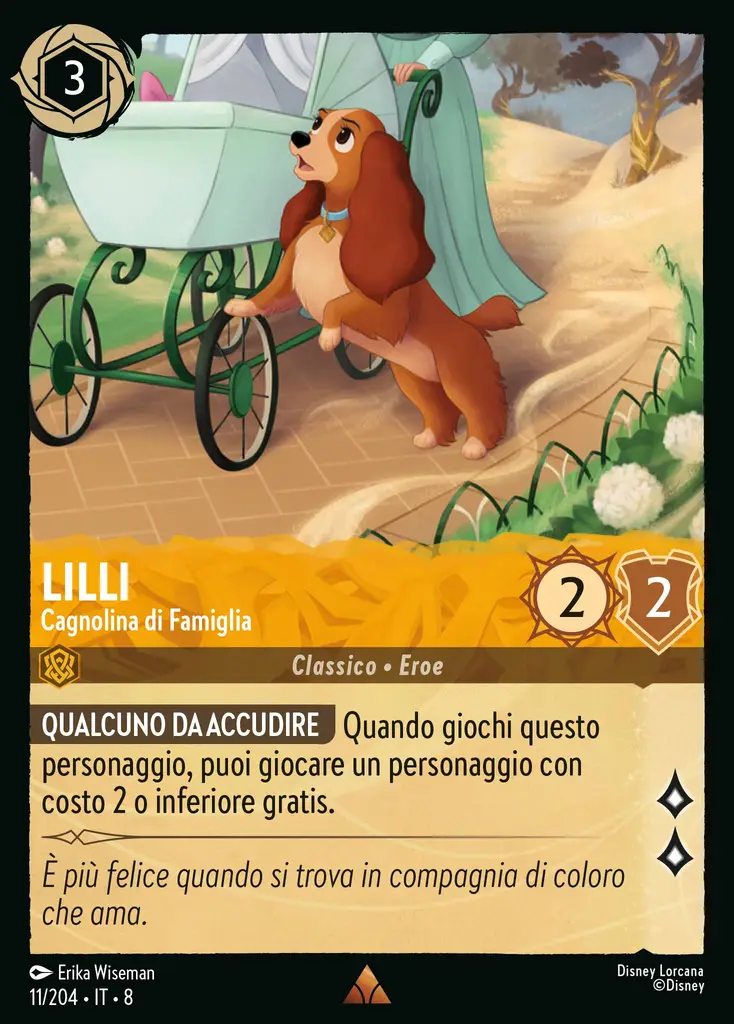 3
LILLI
Cagnolina di Famiglia
2
2
Classico • Eroe
QUALCUNO DA ACCUDIRE Quando giochi questo
personaggio, puoi giocare un personaggio con
costo 2 o inferiore gratis.
È più felice quando si trova in compagnia di coloro
che ama.
Erika Wiseman
11/204 • IT • 8
Disney Lorcana
©Disney